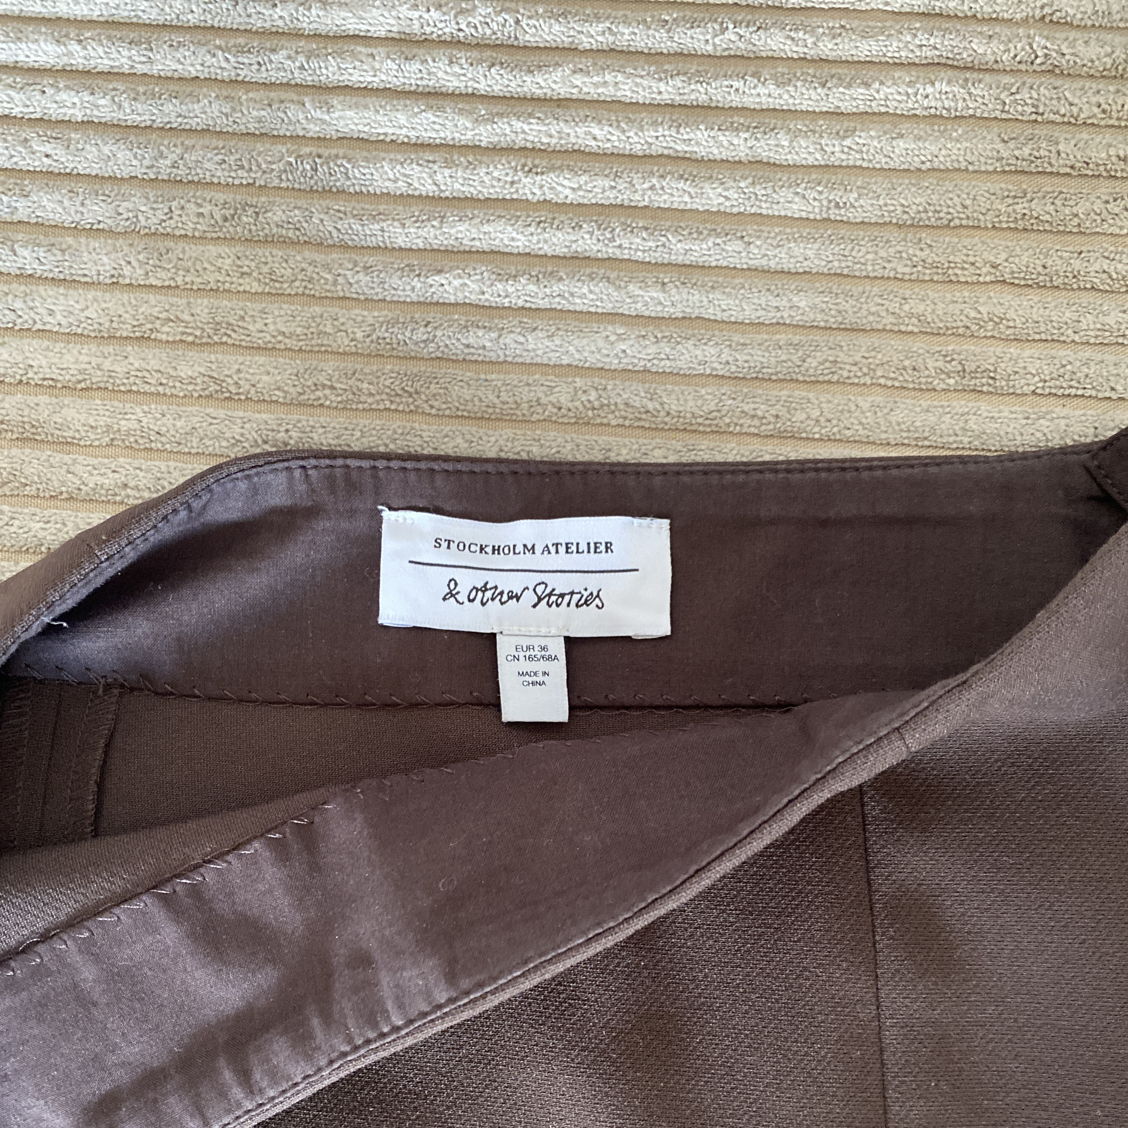 STOCKHOLM ATELIER
& other Stories
EUR 36
CN 165/68A
MADE IN
CHINA